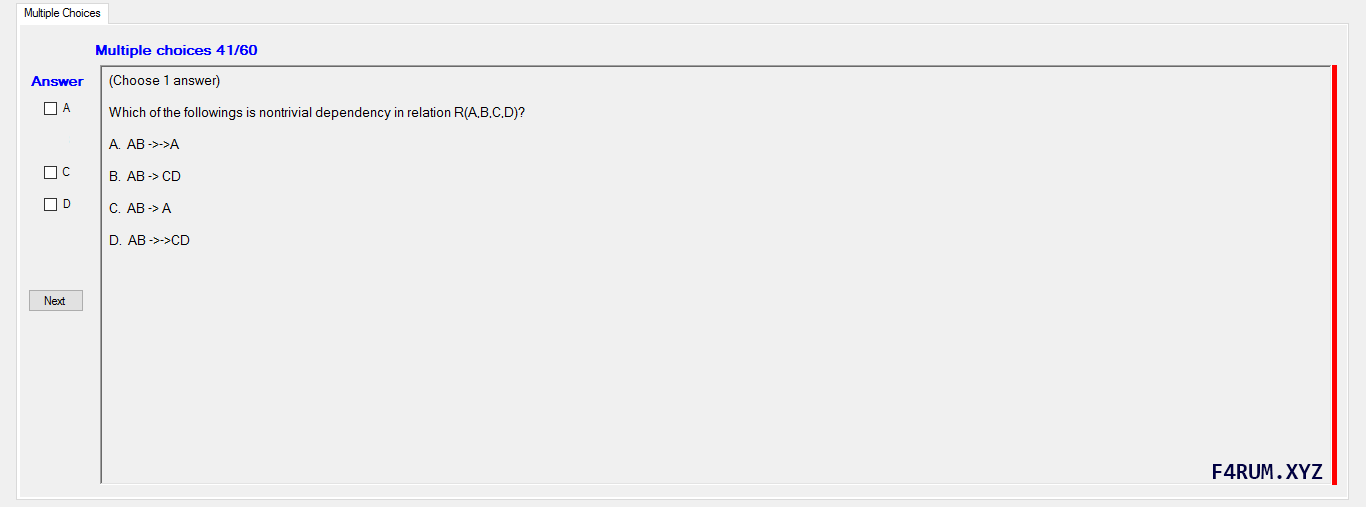 Multiple Choices
Multiple choices 41/60
Answer
(Choose 1 answer)
A
Which of the followings is nontrivial dependency in relation R(A,B,C,D)?
A. AB ->->A
C
B. AB -> CD
D
C. AB -> A
D. AB ->->CD
Next
F4RUM.XYZ